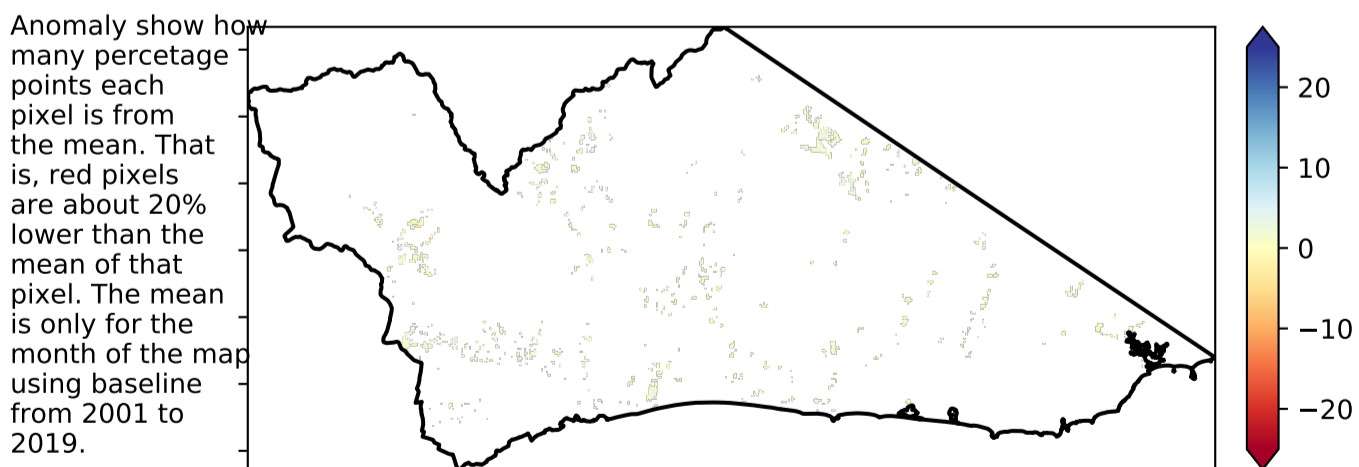 Anomaly show how
many percetage
points each
pixel is from
the mean. That
is, red pixels
are about 20%
lower than the
mean of that
pixel. The mean
is only for the
month of the map
using baseline
from 2001 to
2019.
20
10
0
−10
−20